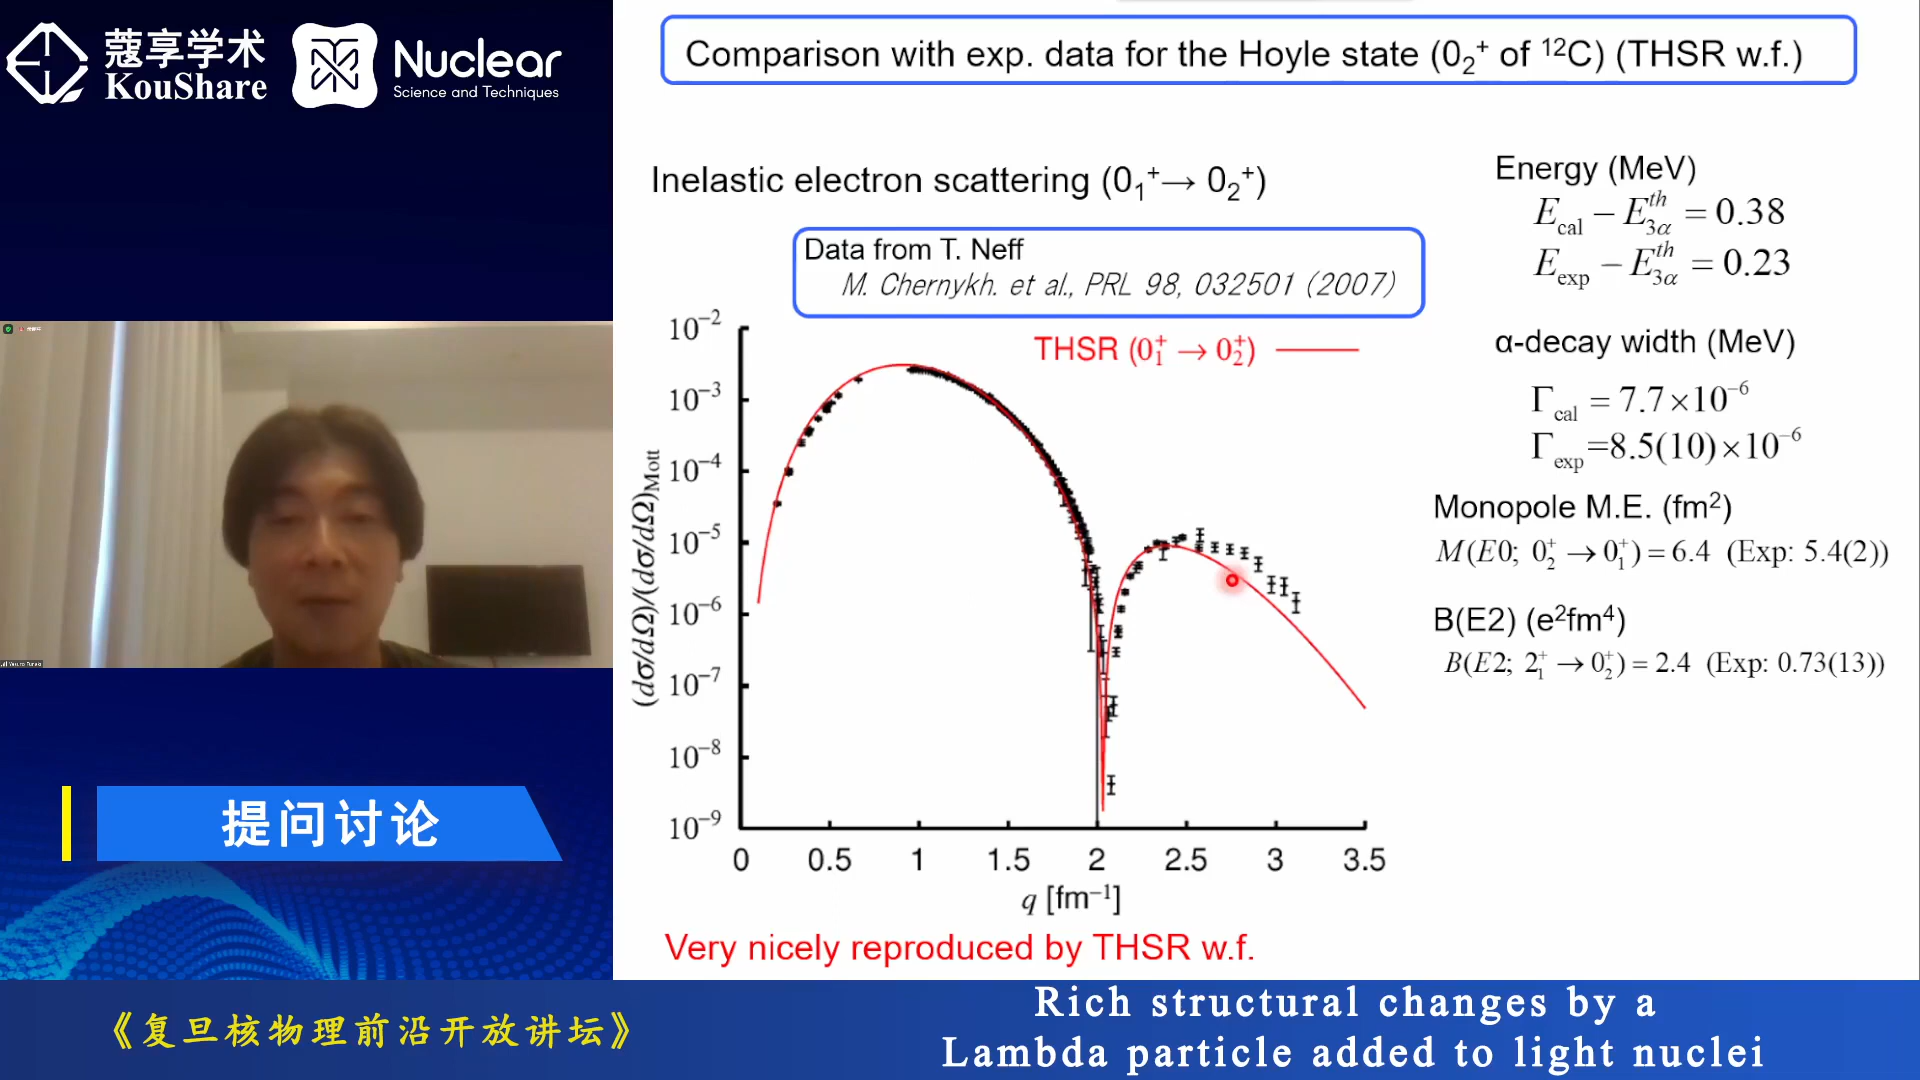 蔻享学术
KouShare
Nuclear
Science and Techniques
Comparison with exp. data for the Hoyle state (0₂⁺ of ¹²C) (THSR w.f.)
Inelastic electron scattering (0₁⁺→ 0₂⁺)
Data from T. Neff
M. Chernykh. et al., PRL 98, 032501 (2007)
THSR (0₁⁺ → 0₂⁺)
(dσ/dΩ)/(dσ/dΩ)Mott
10⁻²
10⁻³
10⁻⁴
10⁻⁵
10⁻⁶
10⁻⁷
10⁻⁸
10⁻⁹
0 0.5 1 1.5 2 2.5 3 3.5
q [fm⁻¹]
Very nicely reproduced by THSR w.f.
Energy (MeV)
E_cal − E_3α^th = 0.38
E_exp − E_3α^th = 0.23
α-decay width (MeV)
Γ_cal = 7.7×10⁻⁶
Γ_exp =8.5(10)×10⁻⁶
Monopole M.E. (fm²)
M(E0; 0₂⁺ → 0₁⁺) = 6.4 (Exp: 5.4(2))
B(E2) (e²fm⁴)
B(E2; 2₁⁺ → 0₂⁺) = 2.4 (Exp: 0.73(13))
提问讨论
《复旦核物理前沿开放讲坛》
Rich structural changes by a
Lambda particle added to light nuclei